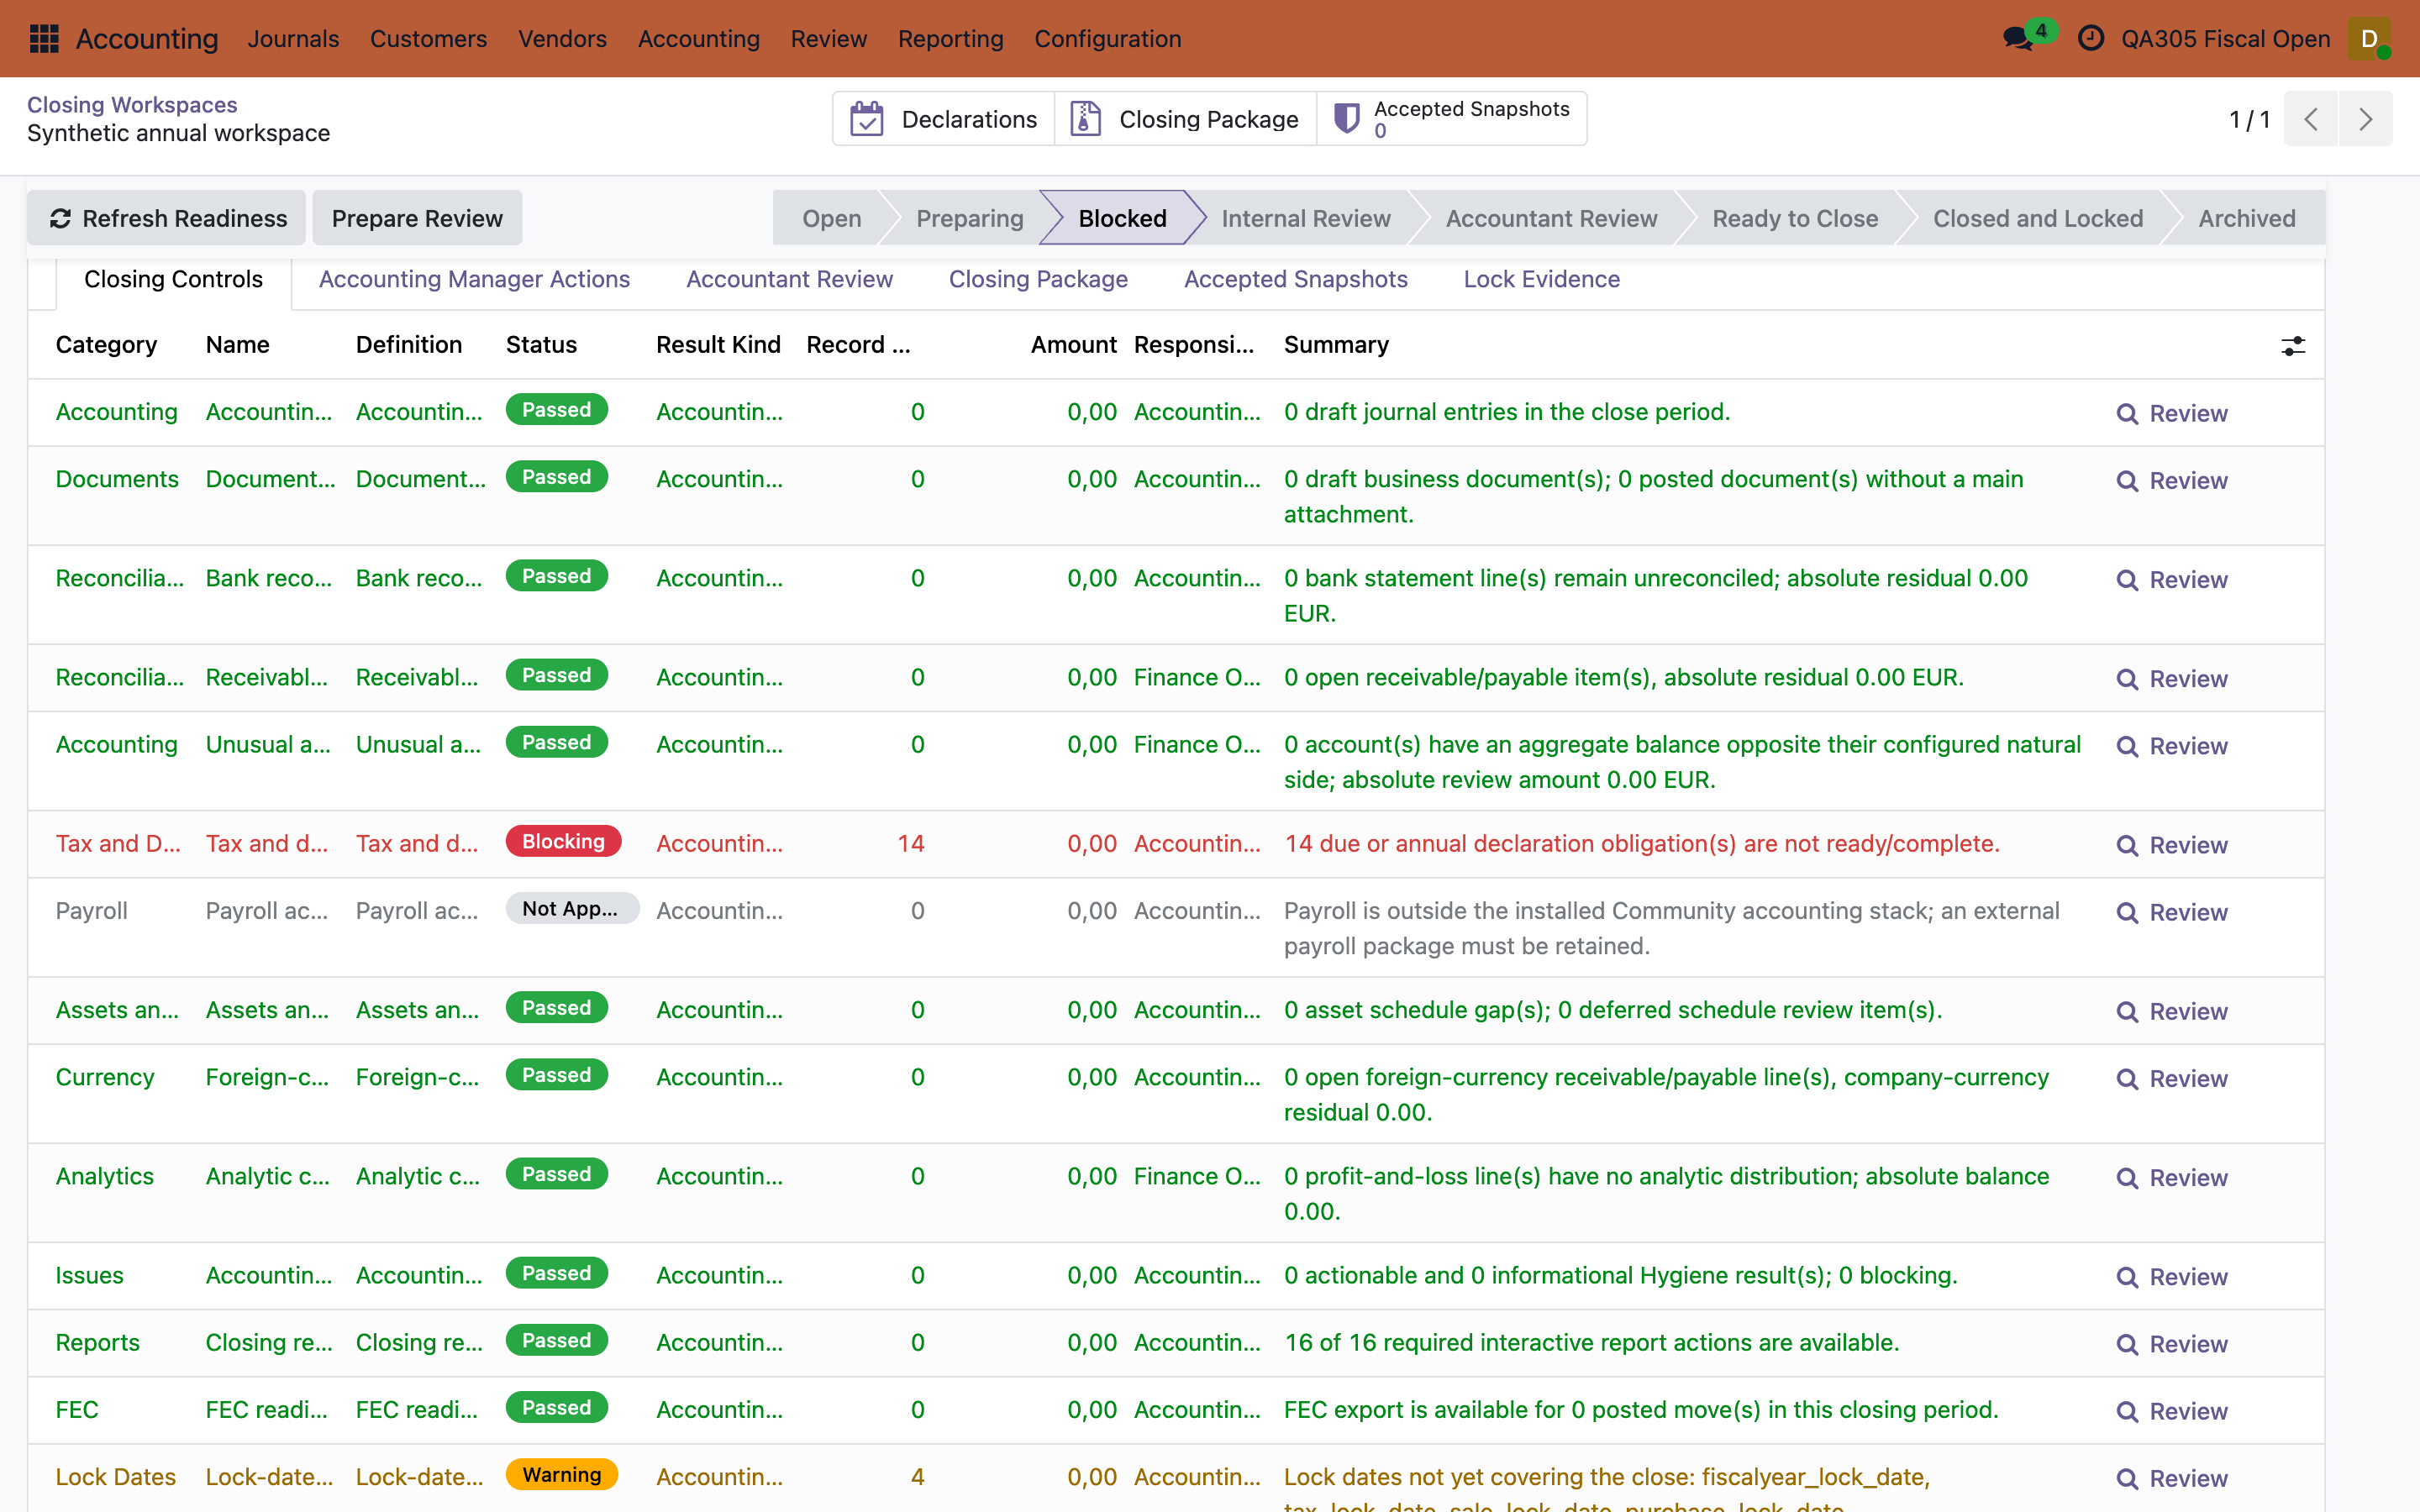 Accounting Journals Customers Vendors Accounting Review Reporting Configuration 4 QA305 Fiscal Open D
Closing Workspaces
Synthetic annual workspace
Declarations Closing Package Accepted Snapshots 0
1 / 1
Refresh Readiness Prepare Review Open Preparing Blocked Internal Review Accountant Review Ready to Close Closed and Locked Archived
Closing Controls Accounting Manager Actions Accountant Review Closing Package Accepted Snapshots Lock Evidence
Category Name Definition Status Result Kind Record ... Amount Responsi... Summary
Accounting Accountin... Accountin... Passed Accountin... 0 0,00 Accountin... 0 draft journal entries in the close period. Review
Documents Document... Document... Passed Accountin... 0 0,00 Accountin... 0 draft business document(s); 0 posted document(s) without a main Review
attachment.
Reconcilia... Bank reco... Bank reco... Passed Accountin... 0 0,00 Accountin... 0 bank statement line(s) remain unreconciled; absolute residual 0.00 Review
EUR.
Reconcilia... Receivabl... Receivabl... Passed Accountin... 0 0,00 Finance O... 0 open receivable/payable item(s), absolute residual 0.00 EUR. Review
Accounting Unusual a... Unusual a... Passed Accountin... 0 0,00 Finance O... 0 account(s) have an aggregate balance opposite their configured natural Review
side; absolute review amount 0.00 EUR.
Tax and D... Tax and d... Tax and d... Blocking Accountin... 14 0,00 Accountin... 14 due or annual declaration obligation(s) are not ready/complete. Review
Payroll Payroll ac... Payroll ac... Not App... Accountin... 0 0,00 Accountin... Payroll is outside the installed Community accounting stack; an external Review
payroll package must be retained.
Assets an... Assets an... Assets an... Passed Accountin... 0 0,00 Accountin... 0 asset schedule gap(s); 0 deferred schedule review item(s). Review
Currency Foreign-c... Foreign-c... Passed Accountin... 0 0,00 Accountin... 0 open foreign-currency receivable/payable line(s), company-currency Review
residual 0.00.
Analytics Analytic c... Analytic c... Passed Accountin... 0 0,00 Finance O... 0 profit-and-loss line(s) have no analytic distribution; absolute balance Review
0.00.
Issues Accountin... Accountin... Passed Accountin... 0 0,00 Accountin... 0 actionable and 0 informational Hygiene result(s); 0 blocking. Review
Reports Closing re... Closing re... Passed Accountin... 0 0,00 Accountin... 16 of 16 required interactive report actions are available. Review
FEC FEC readi... FEC readi... Passed Accountin... 0 0,00 Accountin... FEC export is available for 0 posted move(s) in this closing period. Review
Lock Dates Lock-date... Lock-date... Warning Accountin... 4 0,00 Accountin... Lock dates not yet covering the close: fiscalyear_lock_date, Review
tax_lock_date, sale_lock_date, purchase_lock_date